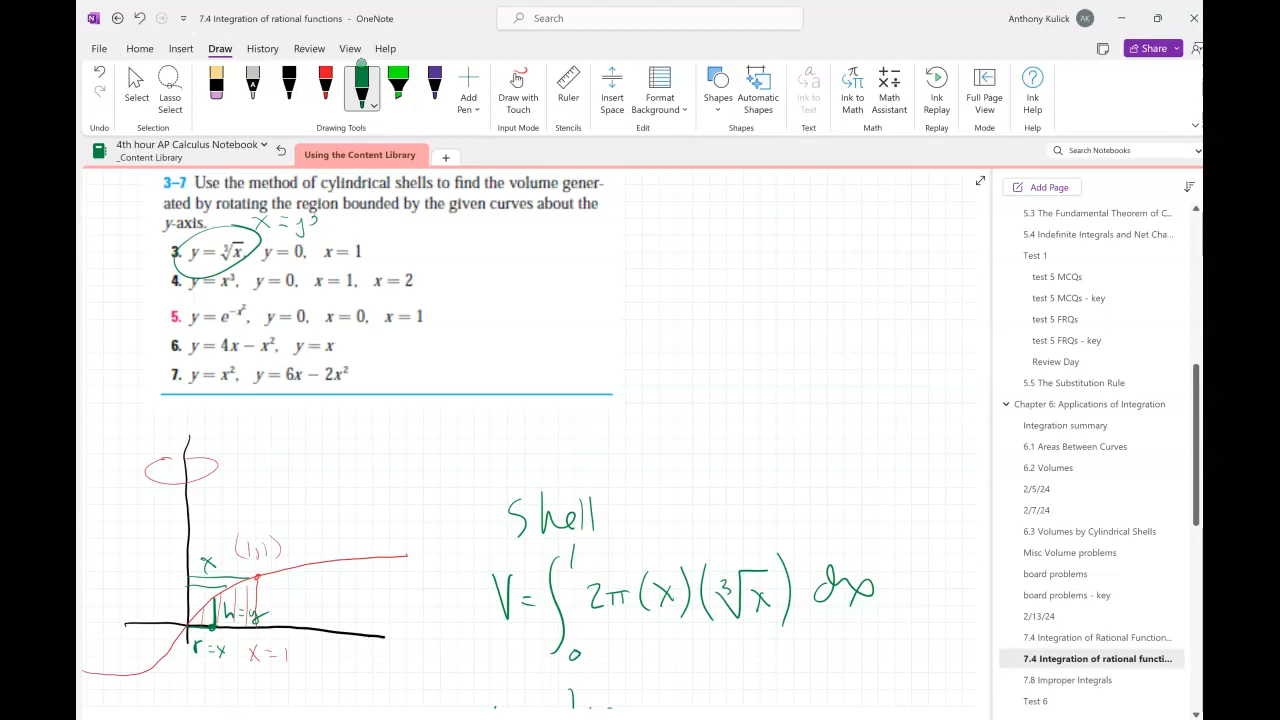 7.4 Integration of rational functions - OneNote
Search
Anthony Kulick
AK
File Home Insert Draw History Review View Help
Share
Select
Lasso Select
Add Pen
Draw with Touch
Ruler
Insert Space
Format Background
Shapes
Automatic Shapes
Ink to Text
Ink to Math
Math Assistant
Ink Replay
Full Page View
Ink Help
Undo Selection Drawing Tools Input Mode Stencils Edit Shapes Text Math Replay Mode Help
4th hour AP Calculus Notebook
_Content Library
Using the Content Library
+
Search Notebooks
3–7 Use the method of cylindrical shells to find the volume gener-
ated by rotating the region bounded by the given curves about the
y-axis.
x = y³
3. y = ∛x, y = 0, x = 1
4. y = x³, y = 0, x = 1, x = 2
5. y = e^{-x²}, y = 0, x = 0, x = 1
6. y = 4x − x², y = x
7. y = x², y = 6x − 2x²
(1,1)
x
h=y
r=x
x=1
Shell
V = ∫₀¹ 2π(x)(∛x) dx
Add Page
5.3 The Fundamental Theorem of C...
5.4 Indefinite Integrals and Net Cha...
Test 1
test 5 MCQs
test 5 MCQs - key
test 5 FRQs
test 5 FRQs - key
Review Day
5.5 The Substitution Rule
Chapter 6: Applications of Integration
Integration summary
6.1 Areas Between Curves
6.2 Volumes
2/5/24
2/7/24
6.3 Volumes by Cylindrical Shells
Misc Volume problems
board problems
board problems - key
2/13/24
7.4 Integration of Rational Function...
7.4 Integration of rational functi...
7.8 Improper Integrals
Test 6